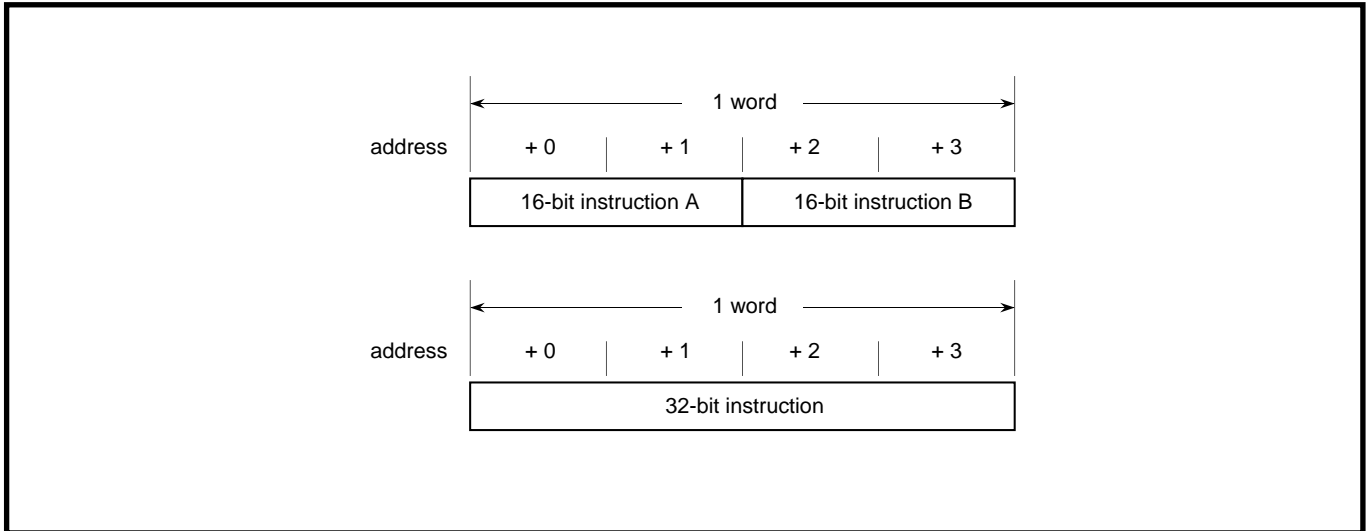 1 word
address + 0 + 1 + 2 + 3
16-bit instruction A 16-bit instruction B
1 word
address + 0 + 1 + 2 + 3
32-bit instruction